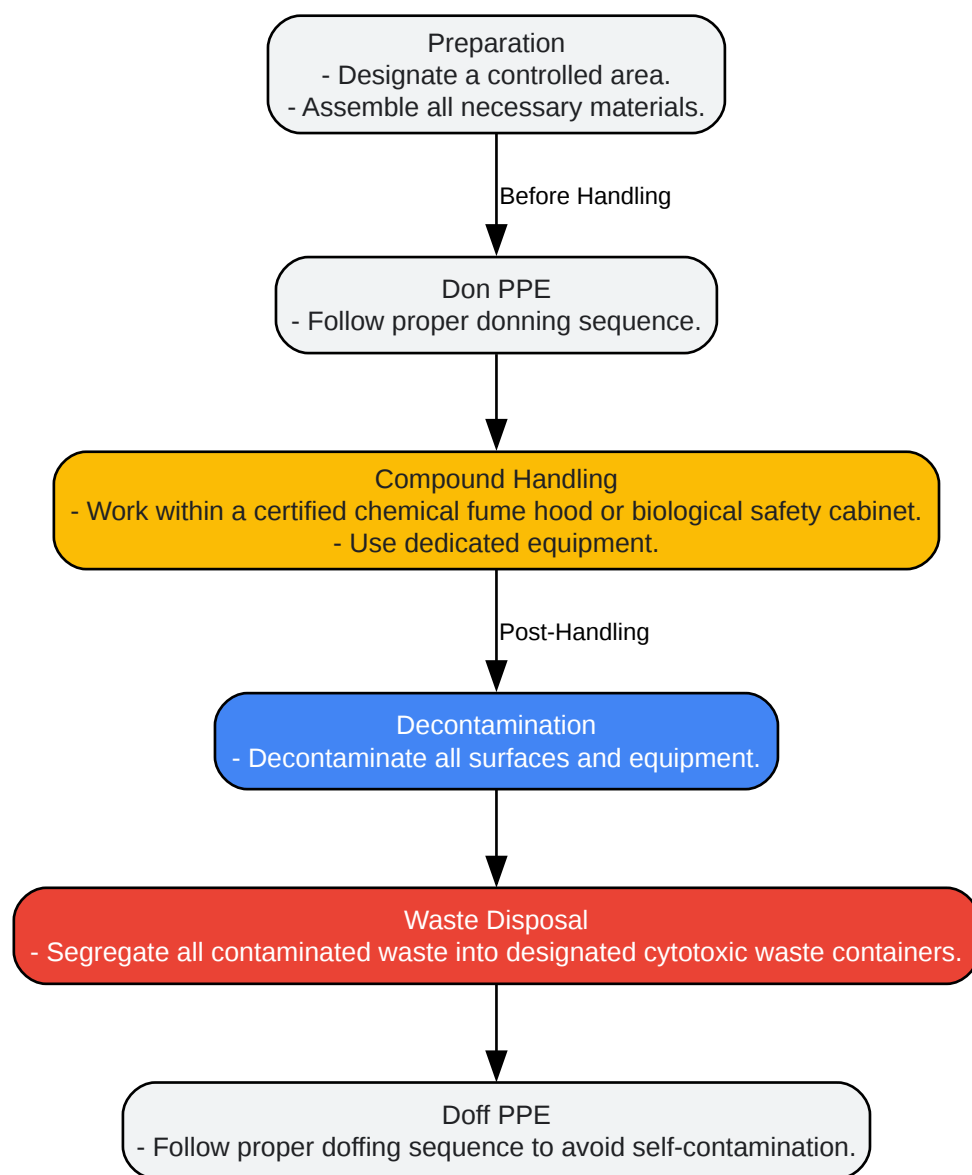 Preparation
- Designate a controlled area.
- Assemble all necessary materials.
Before Handling
Don PPE
- Follow proper donning sequence.
Compound Handling
- Work within a certified chemical fume hood or biological safety cabinet.
- Use dedicated equipment.
Post-Handling
Decontamination
- Decontaminate all surfaces and equipment.
Waste Disposal
- Segregate all contaminated waste into designated cytotoxic waste containers.
Doff PPE
- Follow proper doffing sequence to avoid self-contamination.